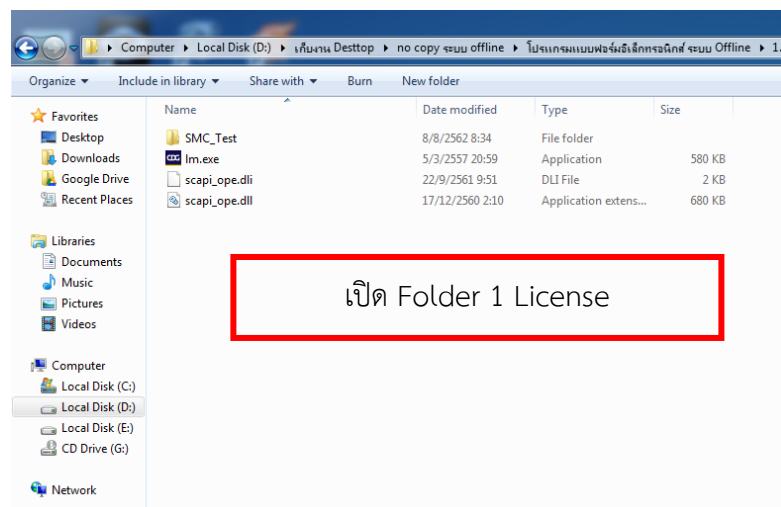 Computer Local Disk (D:) เก็บงาน Desttop no copy ระบบ offline โปรแกรมแบบฟอร์มอิเล็กทรอนิกส์ ระบบ Offline 1.
Organize Include in library Share with Burn New folder
Name Date modified Type Size
Favorites
Desktop
Downloads
Google Drive
Recent Places
Libraries
Documents
Music
Pictures
Videos
Computer
Local Disk (C:)
Local Disk (D:)
Local Disk (E:)
CD Drive (G:)
Network
SMC_Test 8/8/2562 8:34 File folder
CDG lm.exe 5/3/2557 20:59 Application 580 KB
scapi_ope.dli 22/9/2561 9:51 DLI File 2 KB
scapi_ope.dll 17/12/2560 2:10 Application extens... 680 KB
เปิด Folder 1 License